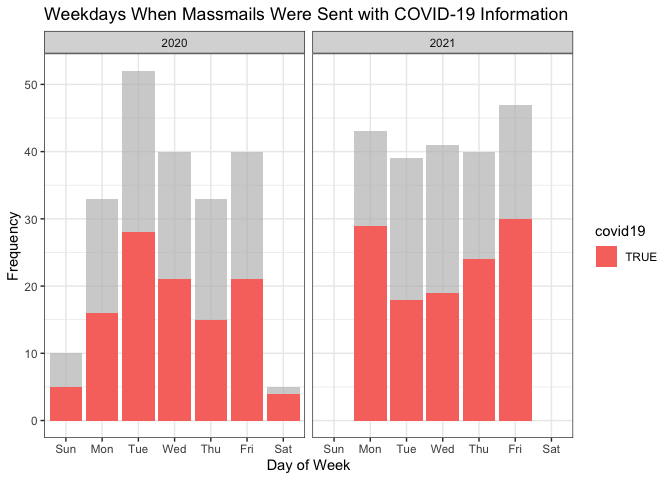 Weekdays When Massmails Were Sent with COVID-19 Information
2020 2021
50
40
30
20
10
0
Frequency
Sun Mon Tue Wed Thu Fri Sat Sun Mon Tue Wed Thu Fri Sat
Day of Week
covid19
TRUE